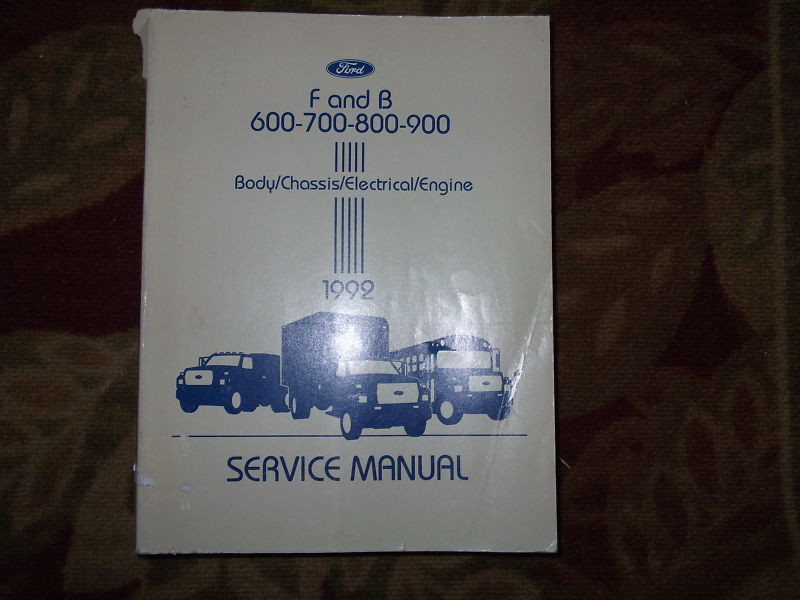 Ford
F and B
600-700-800-900
Body/Chassis/Electrical/Engine
1992
SERVICE MANUAL